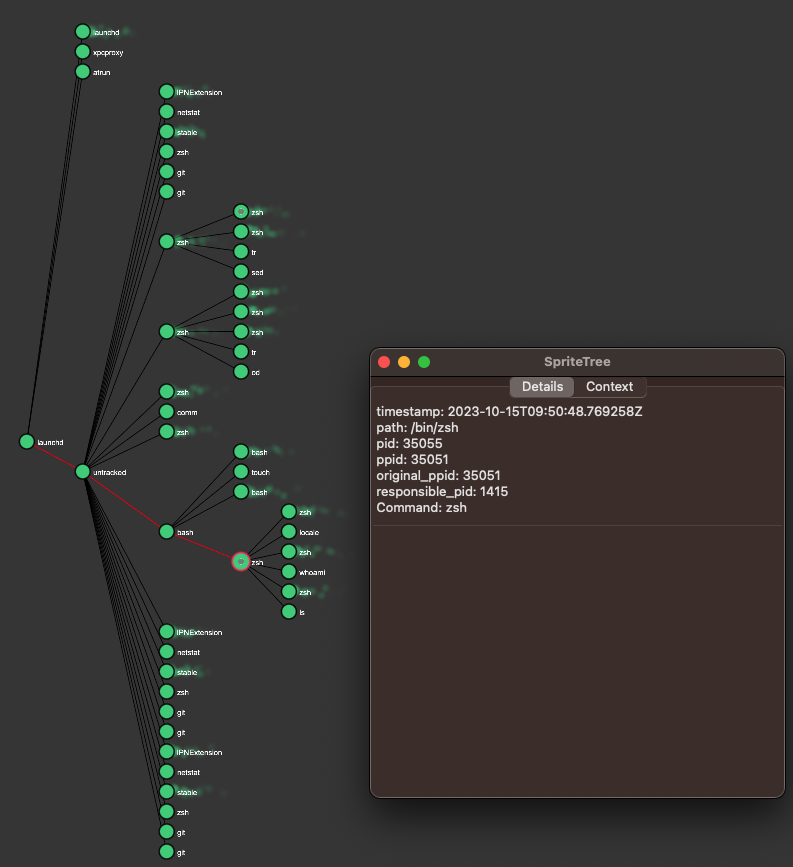 launchd
xpcproxy
atrun
IPNExtension
netstat
stable
zsh
git
git
zsh
zsh
zsh
tr
sed
zsh
zsh
zsh
zsh
tr
od
zsh
comm
zsh
launchd
untracked
bash
bash
touch
bash
zsh
zsh
locale
zsh
whoami
zsh
ls
IPNExtension
netstat
stable
zsh
git
git
IPNExtension
netstat
stable
zsh
git
git
SpriteTree
Details Context
timestamp: 2023-10-15T09:50:48.769258Z
path: /bin/zsh
pid: 35055
ppid: 35051
original_ppid: 35051
responsible_pid: 1415
Command: zsh